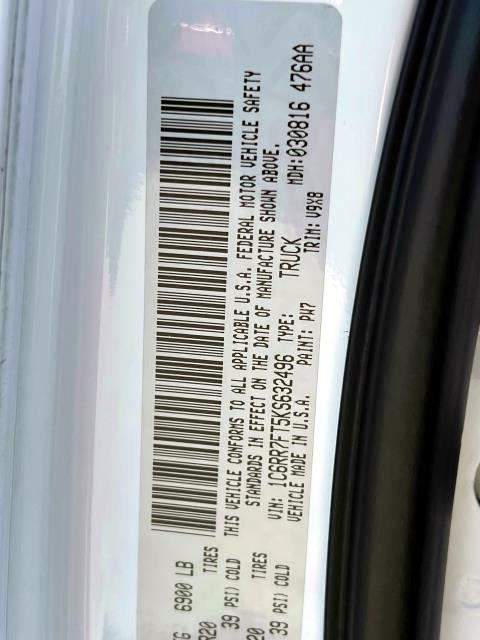 G 6900 LB
R20 TIRES
39 PSI) COLD
THIS VEHICLE CONFORMS TO ALL APPLICABLE U.S.A. FEDERAL MOTOR VEHICLE SAFETY
STANDARDS IN EFFECT ON THE DATE OF MANUFACTURE SHOWN ABOVE.
20 TIRES
39 PSI) COLD
VIN: 1C6RR7FT5KS632496 TYPE: TRUCK MDH: 030816 476AA
VEHICLE MADE IN U.S.A. PAINT: PW7 TRIM: V9X8